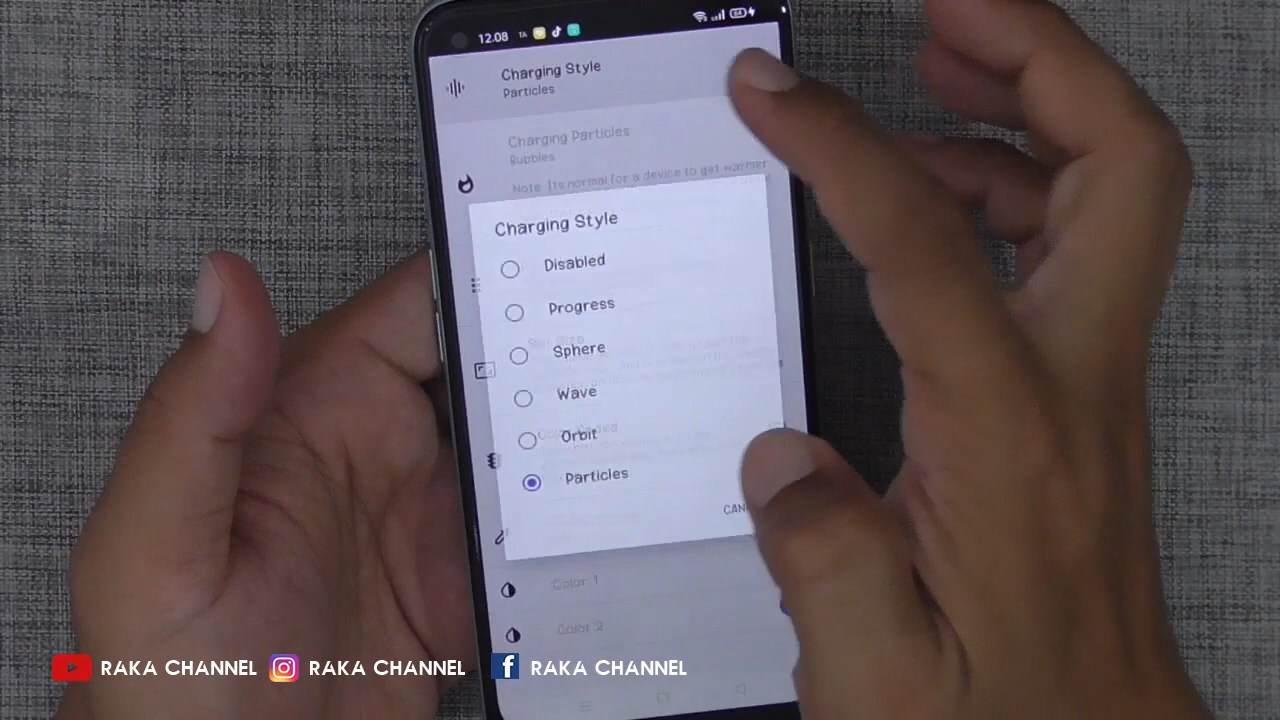 12.08
64
Charging Style
Particles
Charging Particles
Bubbles
Note: Its normal for a device to get warmer
Charging Style
Disabled
Progress
Sphere
Wave
Orbit
Particles
Color 1
Color 2
RAKA CHANNEL RAKA CHANNEL RAKA CHANNEL